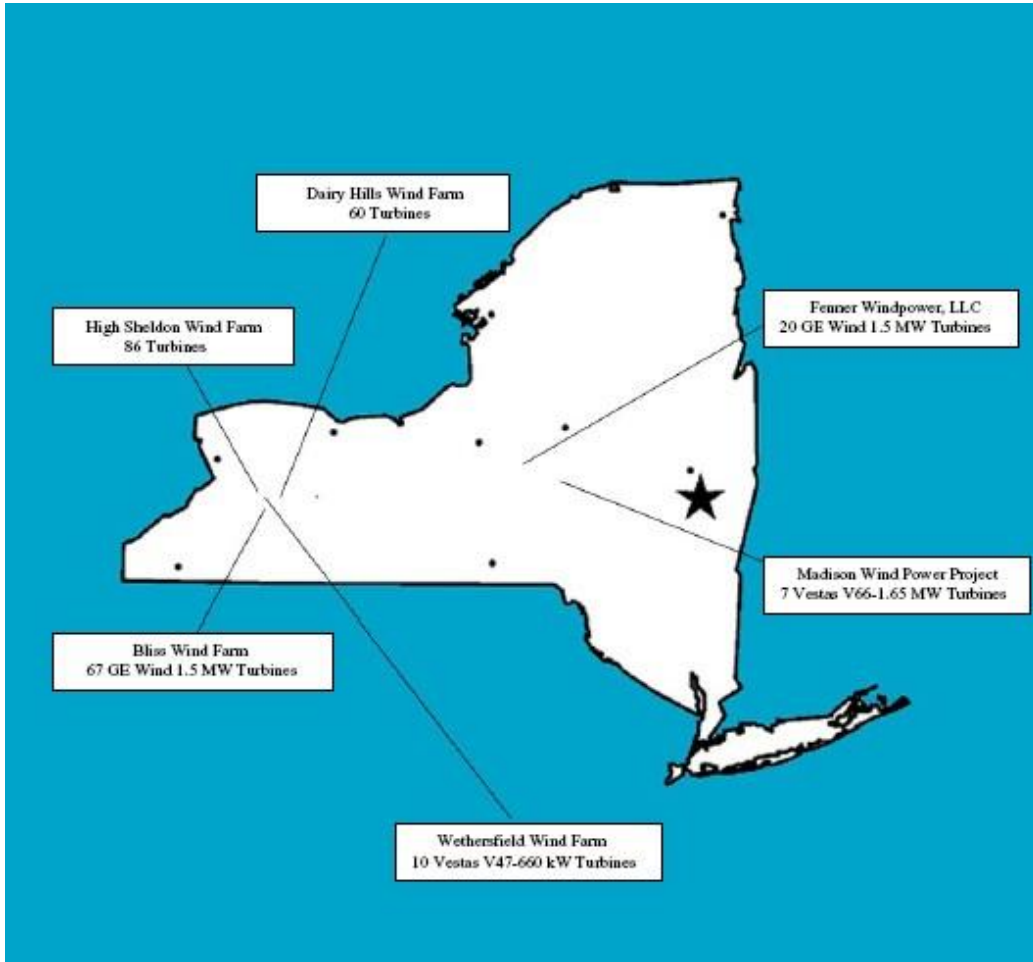 Dairy Hills Wind Farm
60 Turbines
High Sheldon Wind Farm
86 Turbines
Fenner Windpower, LLC
20 GE Wind 1.5 MW Turbines
Madison Wind Power Project
7 Vestas V66-1.65 MW Turbines
Bliss Wind Farm
67 GE Wind 1.5 MW Turbines
Wethersfield Wind Farm
10 Vestas V47-660 kW Turbines